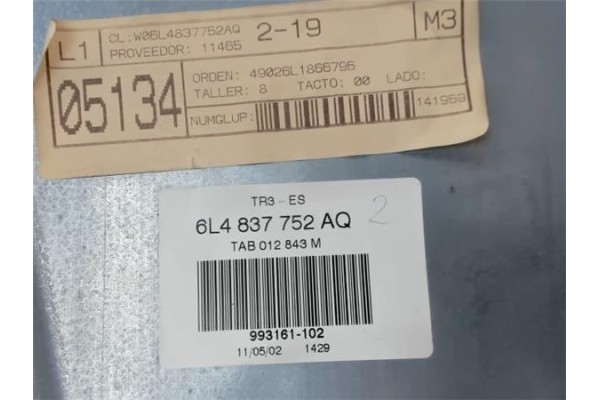 L1
CL:W06L4837752AQ
PROVEEDOR: 11465
2-19
M3
05134
ORDEN: 49026L1866796
TALLER: 8 TACTO: 00 LADO:
NUMGLUP:
141959
TR3-ES
6L4 837 752 AQ
2
TAB 012 843 M
993161-102
11/05/02 1429